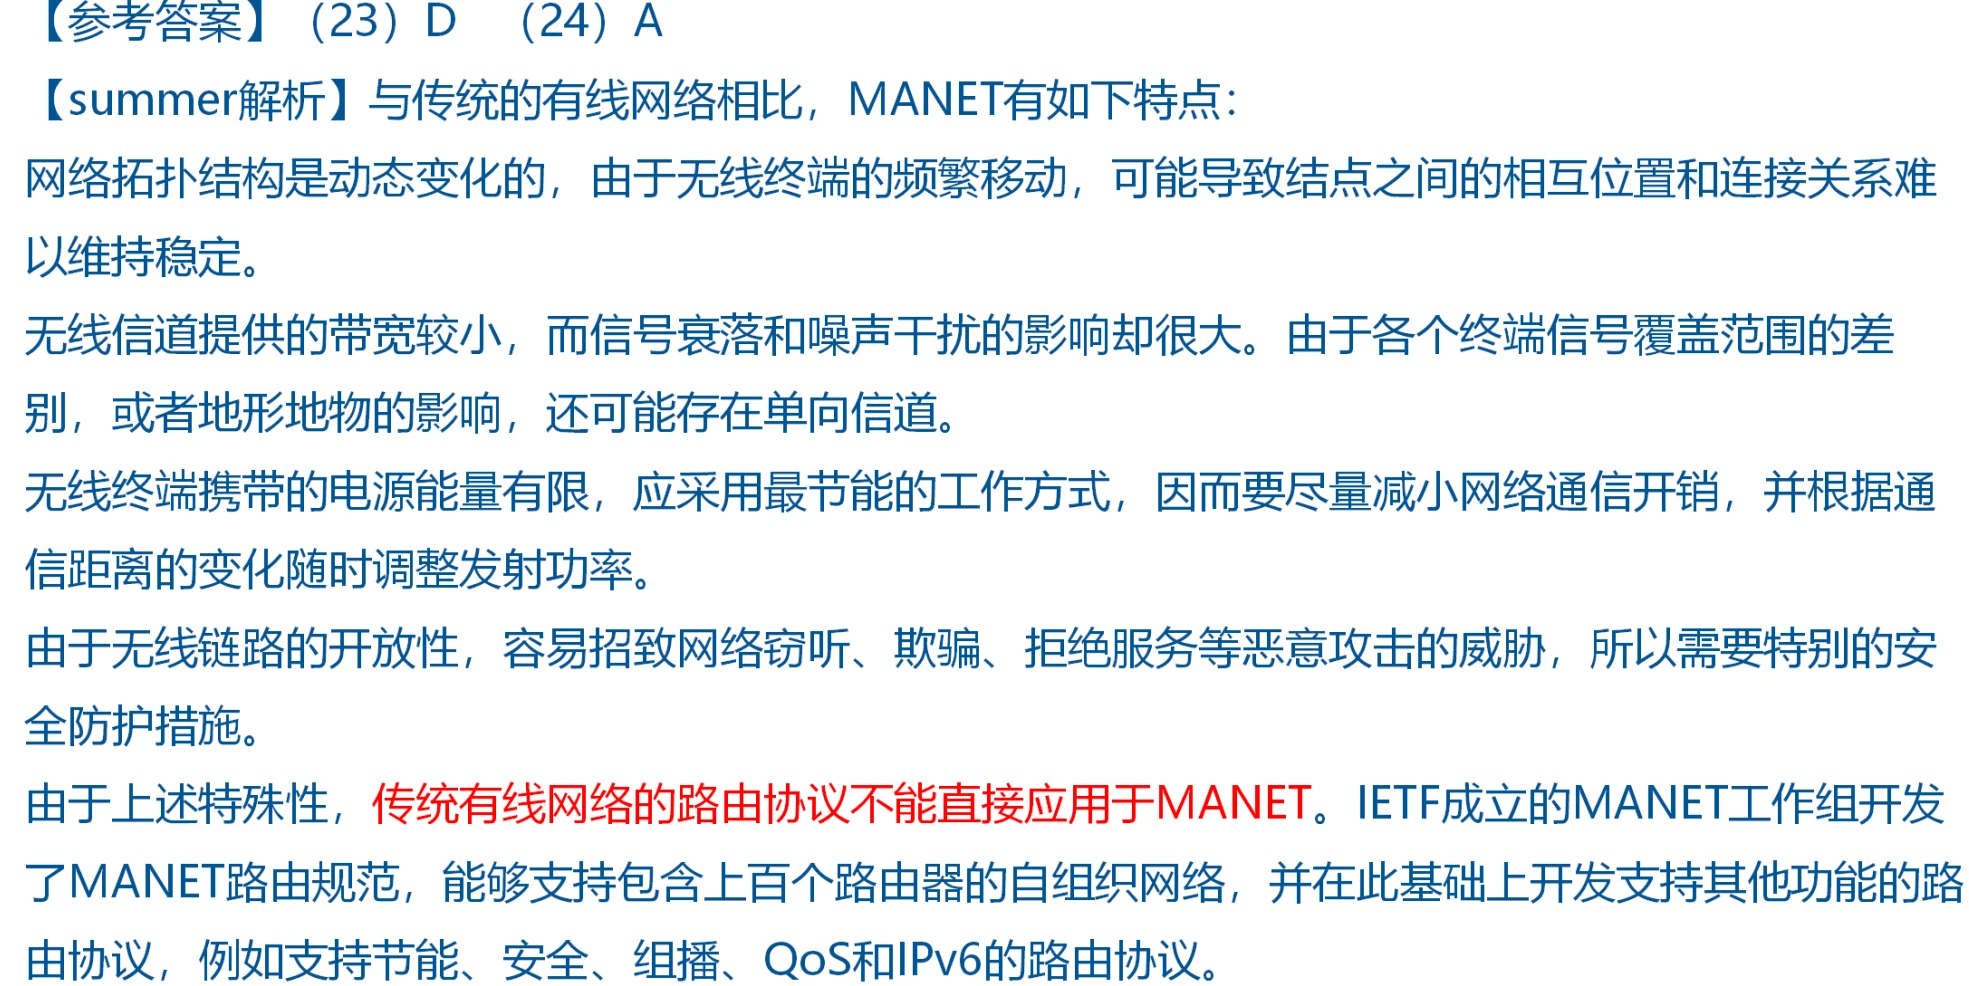 【参考答案】（23）D （24）A
【summer解析】与传统的有线网络相比，MANET有如下特点：
网络拓扑结构是动态变化的，由于无线终端的频繁移动，可能导致结点之间的相互位置和连接关系难
以维持稳定。
无线信道提供的带宽较小，而信号衰落和噪声干扰的影响却很大。由于各个终端信号覆盖范围的差
别，或者地形地物的影响，还可能存在单向信道。
无线终端携带的电源能量有限，应采用最节能的工作方式，因而要尽量减小网络通信开销，并根据通
信距离的变化随时调整发射功率。
由于无线链路的开放性，容易招致网络窃听、欺骗、拒绝服务等恶意攻击的威胁，所以需要特别的安
全防护措施。
由于上述特殊性，传统有线网络的路由协议不能直接应用于MANET。IETF成立的MANET工作组开发
了MANET路由规范，能够支持包含上百个路由器的自组织网络，并在此基础上开发支持其他功能的路
由协议，例如支持节能、安全、组播、QoS和IPv6的路由协议。